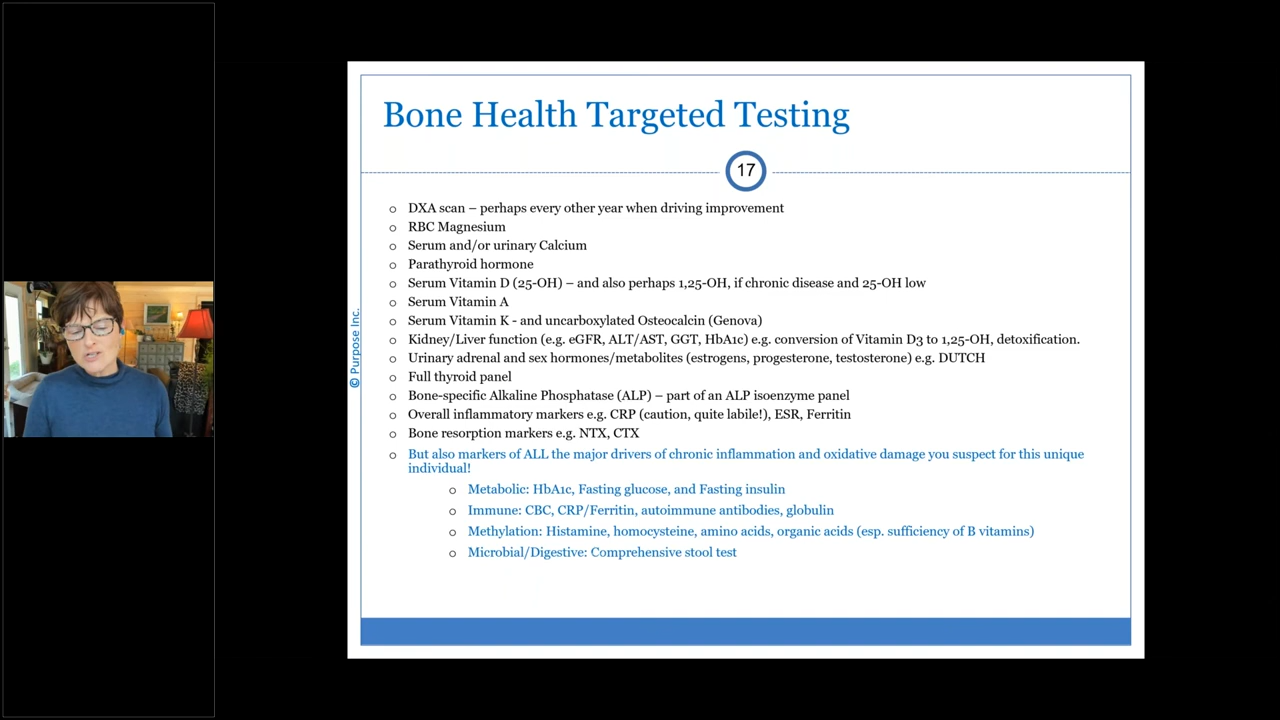 Bone Health Targeted Testing
17
DXA scan – perhaps every other year when driving improvement
RBC Magnesium
Serum and/or urinary Calcium
Parathyroid hormone
Serum Vitamin D (25-OH) – and also perhaps 1,25-OH, if chronic disease and 25-OH low
Serum Vitamin A
Serum Vitamin K - and uncarboxylated Osteocalcin (Genova)
Kidney/Liver function (e.g. eGFR, ALT/AST, GGT, HbA1c) e.g. conversion of Vitamin D3 to 1,25-OH, detoxification.
Urinary adrenal and sex hormones/metabolites (estrogens, progesterone, testosterone) e.g. DUTCH
Full thyroid panel
Bone-specific Alkaline Phosphatase (ALP) – part of an ALP isoenzyme panel
Overall inflammatory markers e.g. CRP (caution, quite labile!), ESR, Ferritin
Bone resorption markers e.g. NTX, CTX
But also markers of ALL the major drivers of chronic inflammation and oxidative damage you suspect for this unique
individual!
Metabolic: HbA1c, Fasting glucose, and Fasting insulin
Immune: CBC, CRP/Ferritin, autoimmune antibodies, globulin
Methylation: Histamine, homocysteine, amino acids, organic acids (esp. sufficiency of B vitamins)
Microbial/Digestive: Comprehensive stool test
© Purpose Inc.